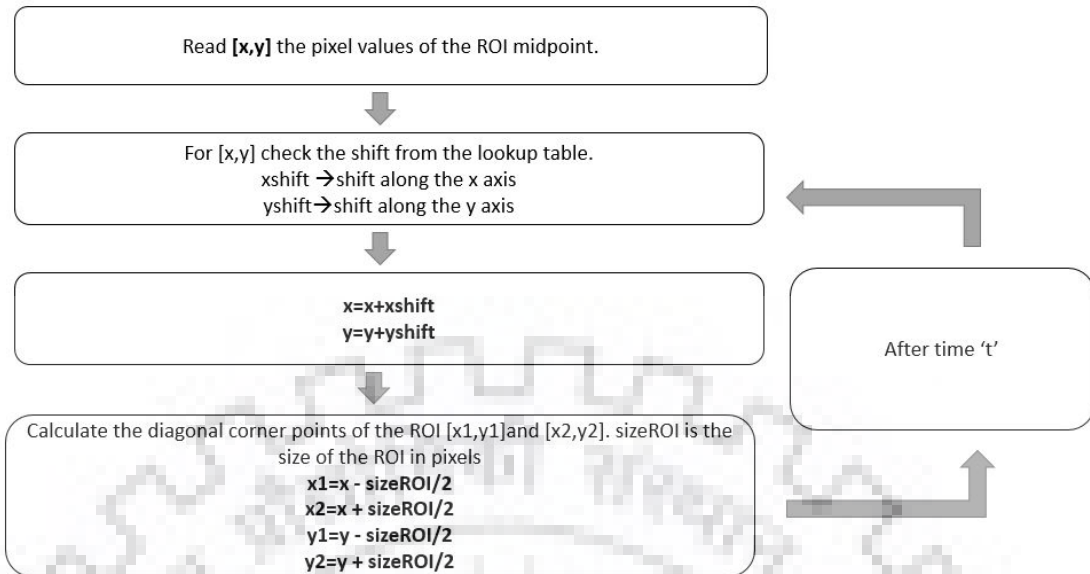 Read [x,y] the pixel values of the ROI midpoint.
For [x,y] check the shift from the lookup table.
xshift →shift along the x axis
yshift→shift along the y axis
x=x+xshift
y=y+yshift
Calculate the diagonal corner points of the ROI [x1,y1]and [x2,y2]. sizeROI is the
size of the ROI in pixels
x1=x - sizeROI/2
x2=x + sizeROI/2
y1=y - sizeROI/2
y2=y + sizeROI/2
After time ‘t’